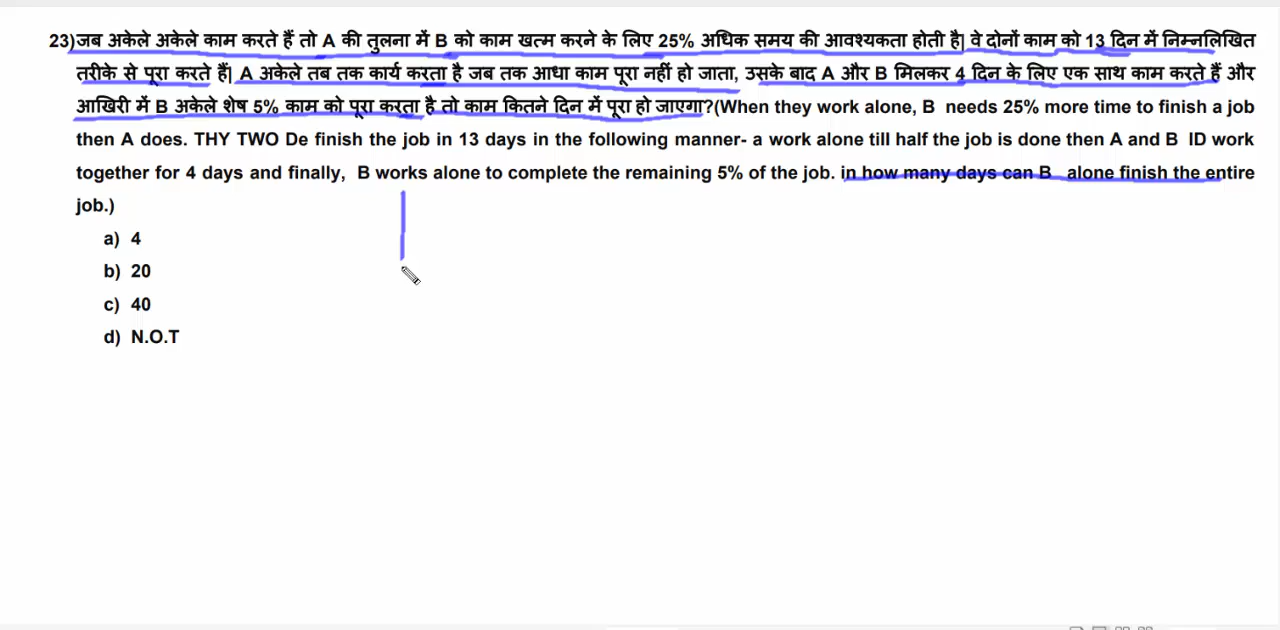 23)जब अकेले अकेले काम करते हैं तो A की तुलना में B को काम खत्म करने के लिए 25% अधिक समय की आवश्यकता होती है| वे दोनों काम को 13 दिन में निम्नलिखित
तरीके से पूरा करते हैं| A अकेले तब तक कार्य करता है जब तक आधा काम पूरा नहीं हो जाता, उसके बाद A और B मिलकर 4 दिन के लिए एक साथ काम करते हैं और
आखिरी में B अकेले शेष 5% काम को पूरा करता है तो काम कितने दिन में पूरा हो जाएगा?(When they work alone, B needs 25% more time to finish a job
then A does. THY TWO De finish the job in 13 days in the following manner- a work alone till half the job is done then A and B ID work
together for 4 days and finally, B works alone to complete the remaining 5% of the job. in how many days can B alone finish the entire
job.)
a) 4
b) 20
c) 40
d) N.O.T